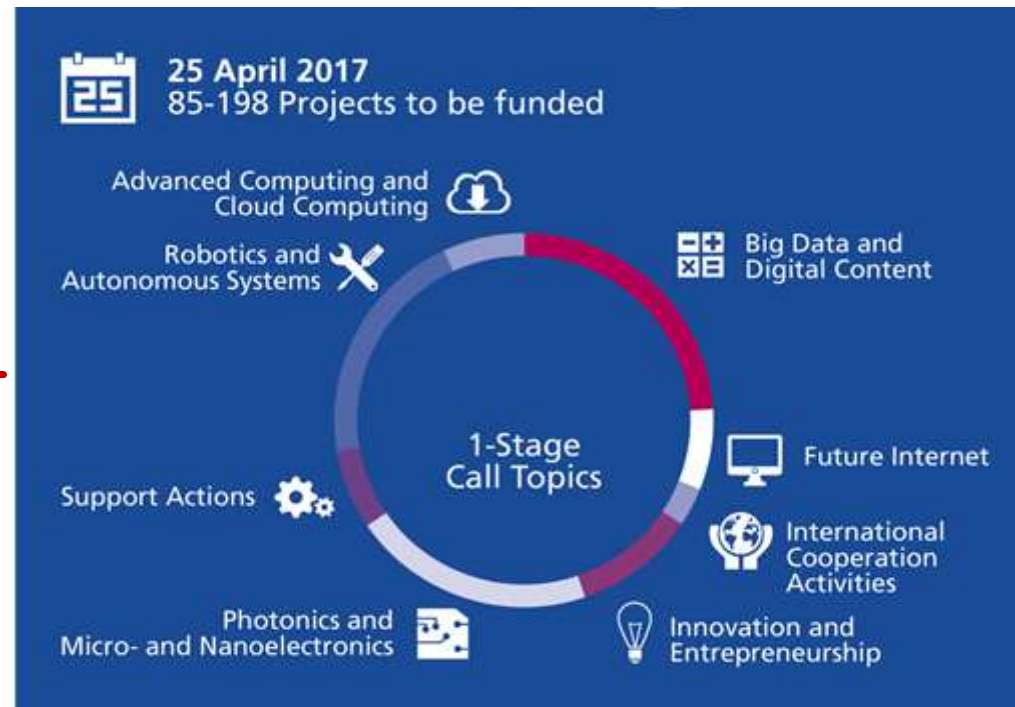 25
25 April 2017
85-198 Projects to be funded
Advanced Computing and
Cloud Computing
Robotics and
Autonomous Systems
Big Data and
Digital Content
1-Stage
Call Topics
Future Internet
Support Actions
International
Cooperation
Activities
Photonics and
Micro- and Nanoelectronics
Innovation and
Entrepreneurship